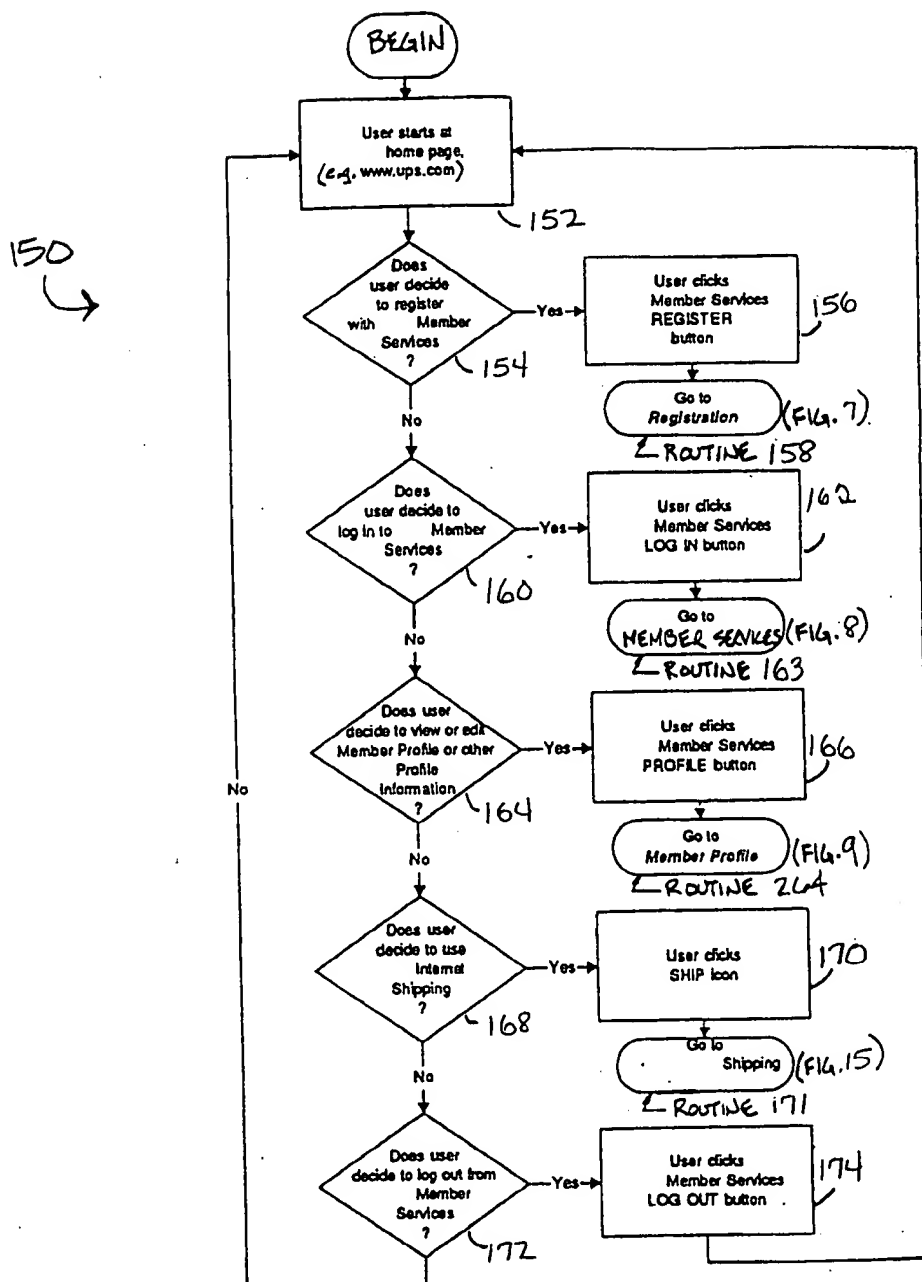 BEGIN
User starts at
home page,
(e.g. www.ups.com)
152
150
Does
user decide
to register
with Member
Services
?
154
Yes
User clicks
Member Services
REGISTER
button
156
Go to
Registration
(FIG. 7)
ROUTINE 158
No
Does
user decide to
log in to Member
Services
?
160
Yes
User clicks
Member Services
LOG IN button
162
Go to
MEMBER SERVICES
(FIG. 8)
ROUTINE 163
No
Does user
decide to view or edit
Member Profile or other
Profile
Information
?
164
Yes
User clicks
Member Services
PROFILE button
166
Go to
Member Profile
(FIG. 9)
ROUTINE 264
No
No
Does user
decide to use
Internet
Shipping
?
168
Yes
User clicks
SHIP icon
170
Go to
Shipping
(FIG. 15)
ROUTINE 171
No
Does user
decide to log out from
Member
Services
?
172
Yes
User clicks
Member Services
LOG OUT button
174